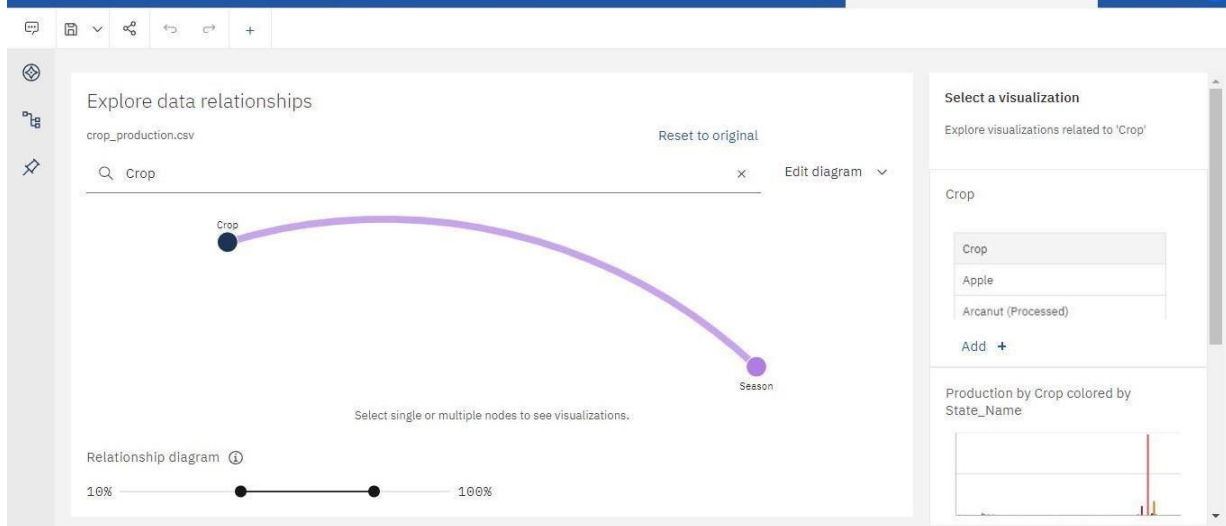 Explore data relationships
crop_production.csv
Reset to original
Crop
Edit diagram
Crop
Season
Select single or multiple nodes to see visualizations.
Relationship diagram
10%
100%
Select a visualization
Explore visualizations related to 'Crop'
Crop
Crop
Apple
Arcanut (Processed)
Add +
Production by Crop colored by
State_Name